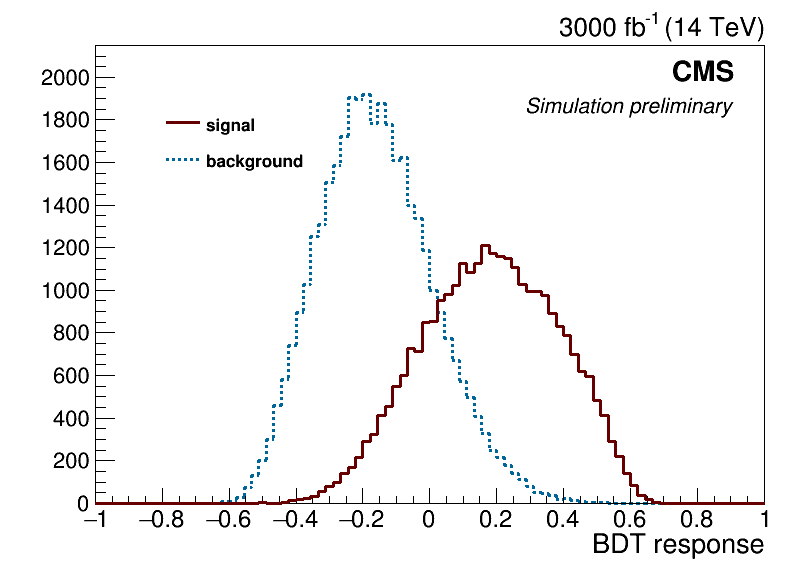 3000 fb-1 (14 TeV)
CMS
Simulation preliminary
signal
background
2000
1800
1600
1400
1200
1000
800
600
400
200
0
−1 −0.8 −0.6 −0.4 −0.2 0 0.2 0.4 0.6 0.8 1
BDT response